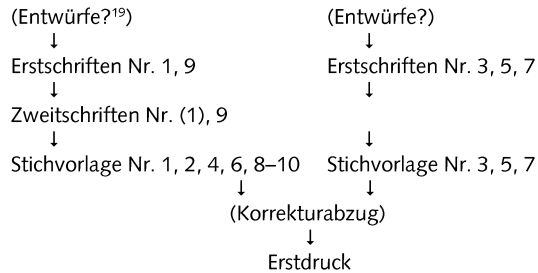 (Entwürfe?¹⁹) (Entwürfe?)
↓ ↓
Erstschriften Nr. 1, 9 Erstschriften Nr. 3, 5, 7
↓ ↓
Zweitschriften Nr. (1), 9
↓ ↓
Stichvorlage Nr. 1, 2, 4, 6, 8–10 Stichvorlage Nr. 3, 5, 7
↓ ↓
(Korrekturabzug)
↓
Erstdruck